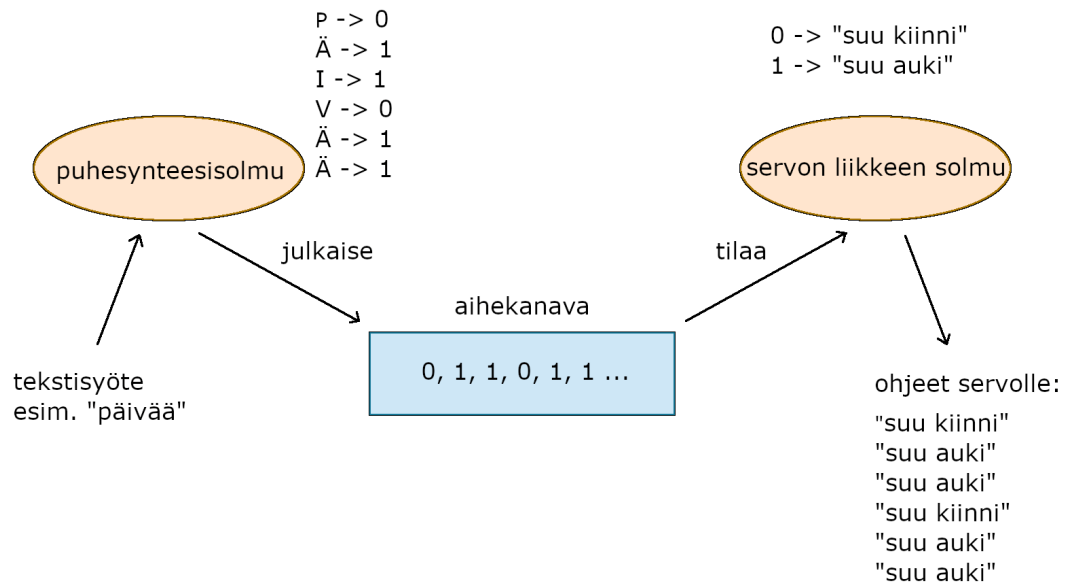 P -> 0
Ä -> 1
I -> 1
V -> 0
Ä -> 1
Ä -> 1
puhesynteesisolmu
0 -> "suu kiinni"
1 -> "suu auki"
servon liikkeen solmu
julkaise
tilaa
aihekanava
0, 1, 1, 0, 1, 1 ...
tekstisyöte
esim. "päivää"
ohjeet servolle:
"suu kiinni"
"suu auki"
"suu auki"
"suu kiinni"
"suu auki"
"suu auki"